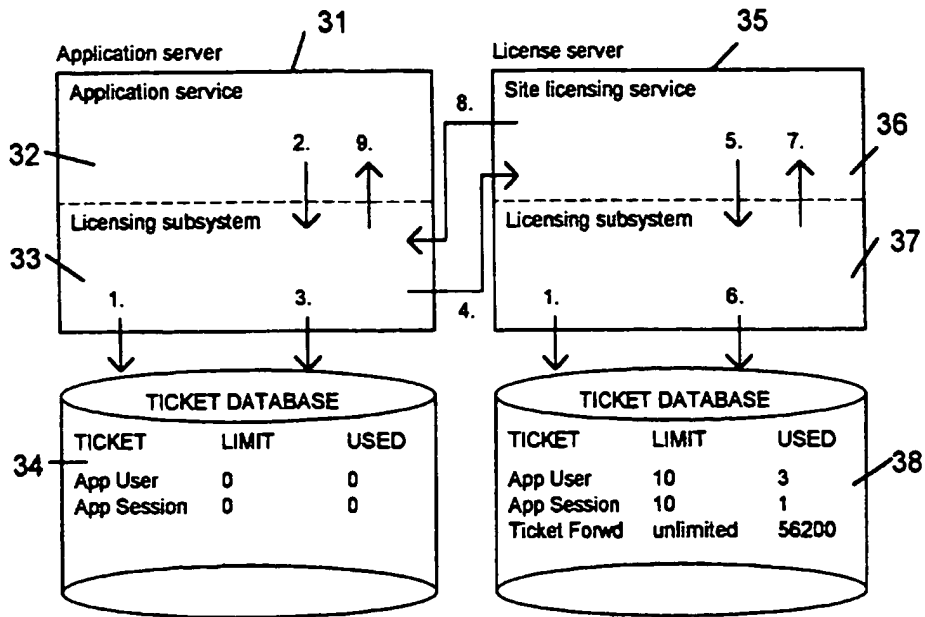 31
35
Application server
License server
Application service
Site licensing service
8.
32
2.
9.
5.
7.
36
Licensing subsystem
Licensing subsystem
33
37
1.
3.
4.
1.
6.
TICKET DATABASE
TICKET DATABASE
TICKET LIMIT USED
TICKET LIMIT USED
34
38
App User 0 0
App User 10 3
App Session 0 0
App Session 10 1
Ticket Forwd unlimited 56200